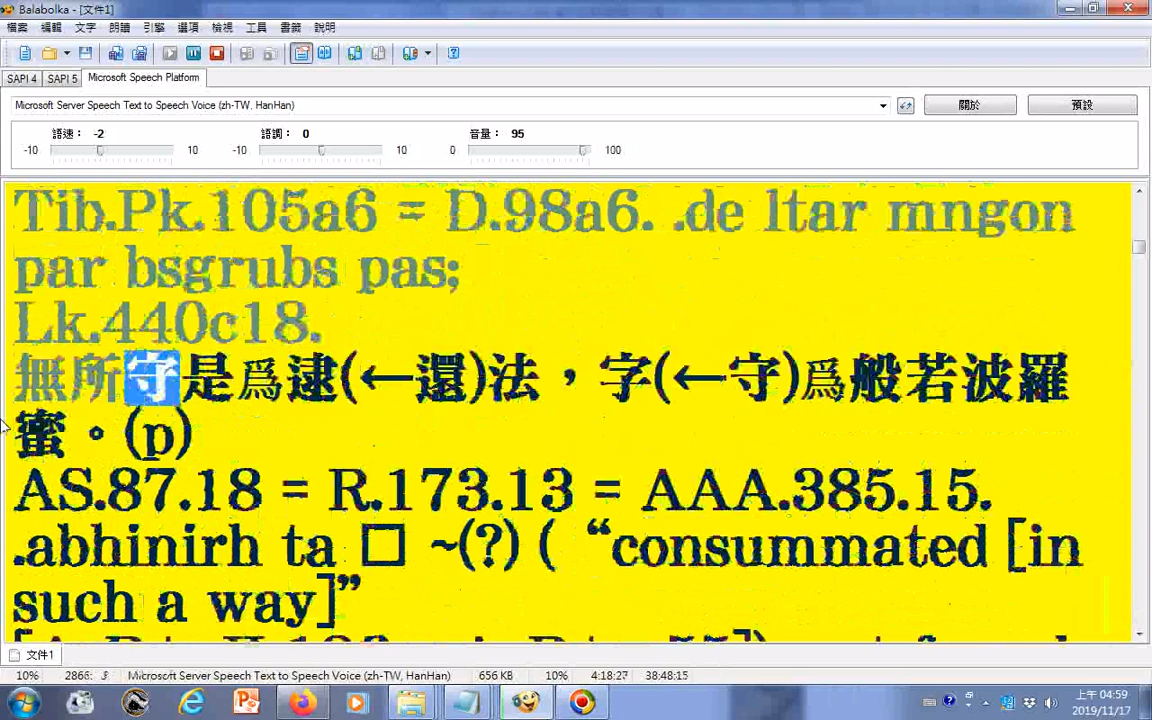 Balabolka - [文件1]
檔案 編輯 文字 朗讀 引擎 選項 檢視 工具 書籤 說明
SAPI 4 SAPI 5 Microsoft Speech Platform
Microsoft Server Speech Text to Speech Voice (zh-TW, HanHan) 關於 預設
語速： -2 語調： 0 音量： 95
-10 10 -10 10 0 100
Tib.Pk.105a6 = D.98a6. .de ltar mngon
par bsgrubs pas;
Lk.440c18.
無所守是爲逮(←還)法，字(←守)爲般若波羅
蜜。(p)
AS.87.18 = R.173.13 = AAA.385.15.
.abhinirh ta □ ~(?) ( “consummated [in
such a way]”
文件1
10% 2866: Microsoft Server Speech Text to Speech Voice (zh-TW, HanHan) 656 KB 10% 4:18:27 38:48:15
上午 04:59
2019/11/17